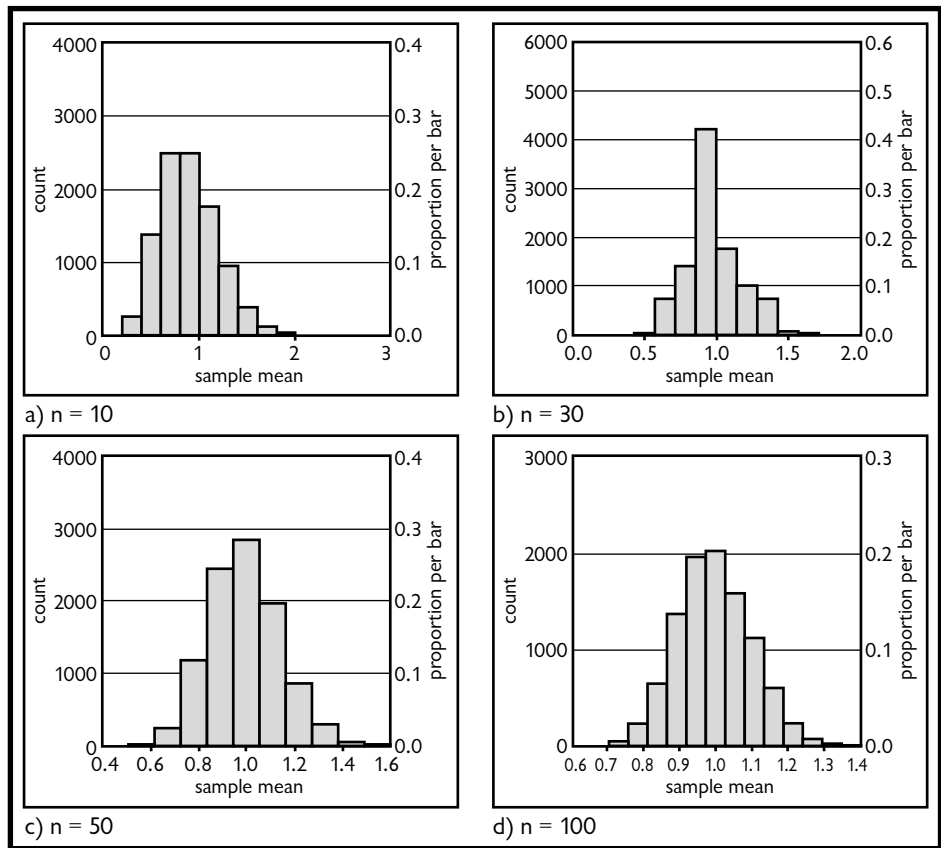 4000
3000
2000
1000
0
count
0.4
0.3
0.2
0.1
0.0
proportion per bar
0 1 2 3
sample mean
a) n = 10
6000
5000
4000
3000
2000
1000
0
count
0.6
0.5
0.4
0.3
0.2
0.1
0.0
proportion per bar
0.0 0.5 1.0 1.5 2.0
sample mean
b) n = 30
4000
3000
2000
1000
0
count
0.4
0.3
0.2
0.1
0.0
proportion per bar
0.4 0.6 0.8 1.0 1.2 1.4 1.6
sample mean
c) n = 50
3000
2000
1000
0
count
0.3
0.2
0.1
0.0
proportion per bar
0.6 0.7 0.8 0.9 1.0 1.1 1.2 1.3 1.4
sample mean
d) n = 100